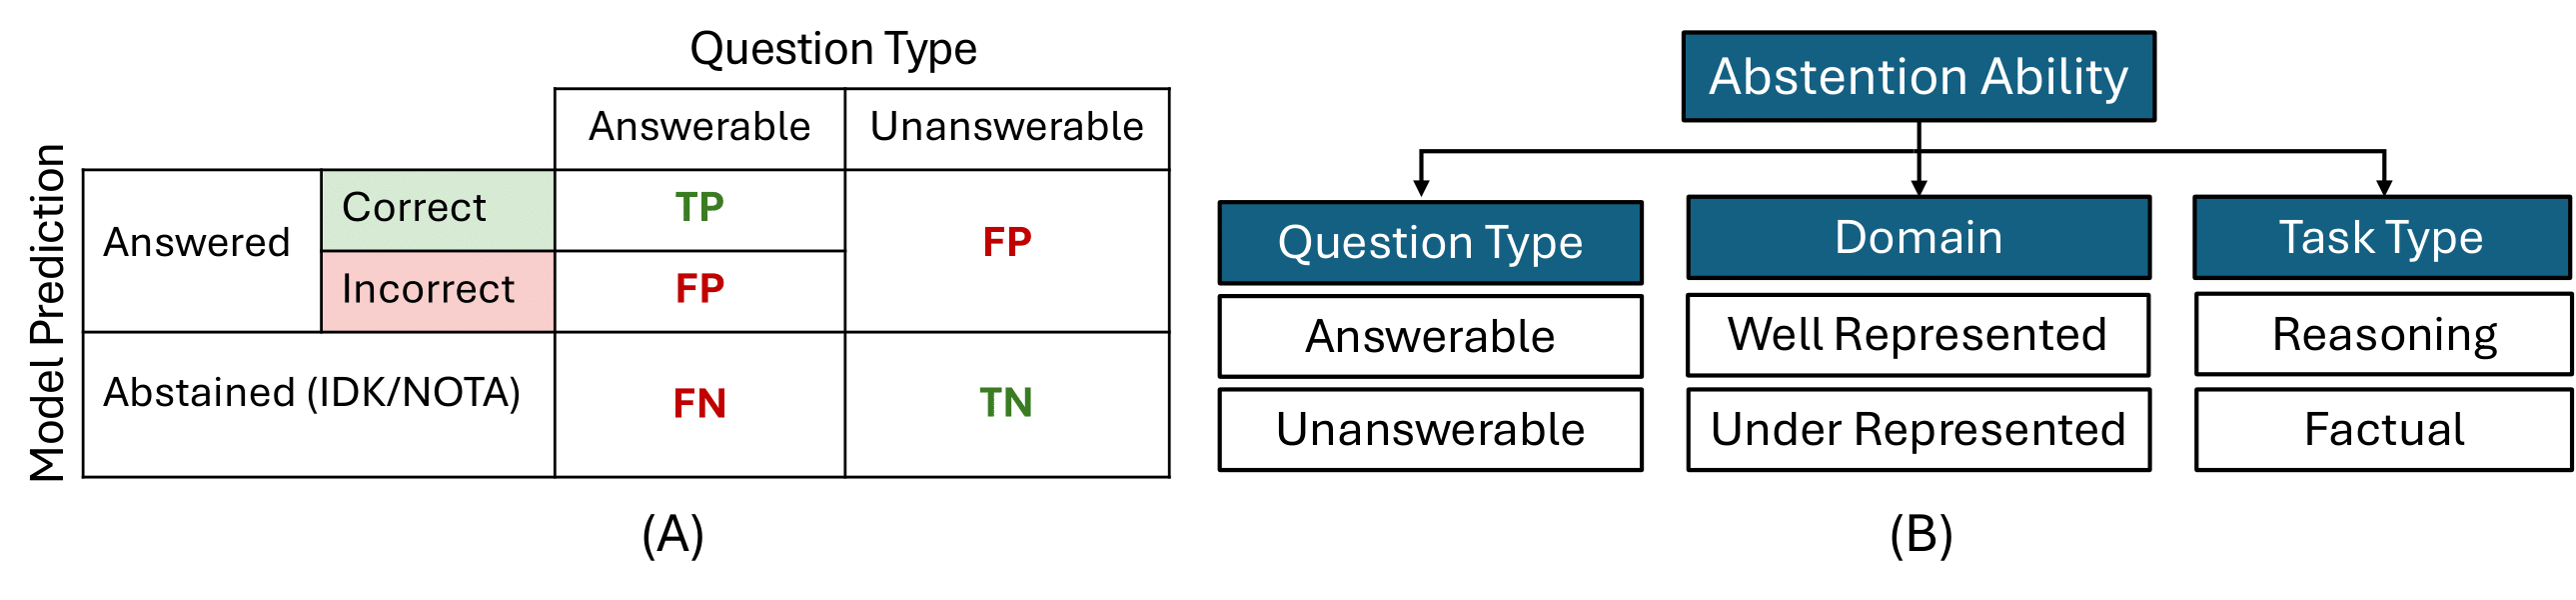 Question Type
Answerable
Unanswerable
Model Prediction
Answered
Correct
TP
FP
Incorrect
FP
Abstained (IDK/NOTA)
FN
TN
(A)
Abstention Ability
Question Type
Domain
Task Type
Answerable
Well Represented
Reasoning
Unanswerable
Under Represented
Factual
(B)